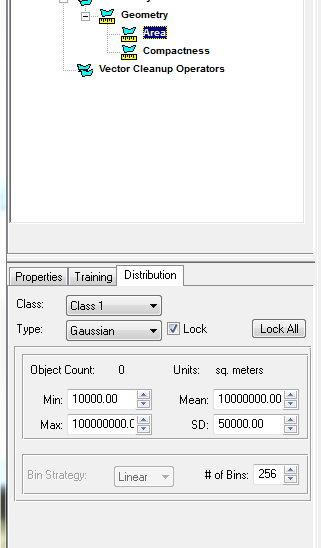 Geometry
Area
Compactness
Vector Cleanup Operators
Properties Training Distribution
Class: Class 1
Type: Gaussian Lock Lock All
Object Count: 0 Units: sq. meters
Min: 10000.00 Mean: 10000000.00
Max: 100000000.0 SD: 50000.00
Bin Strategy: Linear # of Bins: 256